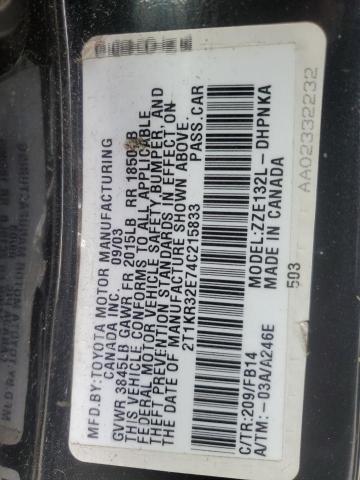 MFD. BY: TOYOTA MOTOR MANUFACTURING
CANADA INC. 09/03
GVWR 3845LB GAWR FR 2015LB RR 1850LB
THIS VEHICLE CONFORMS TO ALL APPLICABLE
FEDERAL MOTOR VEHICLE SAFETY, BUMPER, AND
THEFT PREVENTION STANDARDS IN EFFECT ON
THE DATE OF MANUFACTURE SHOWN ABOVE.
2T1KR32E74C215833 PASS. CAR
C/TR:209/FB14 MODEL:ZZE132L-DHPNKA
A/TM:-03A/A246E MADE IN CANADA
503
AA02332232